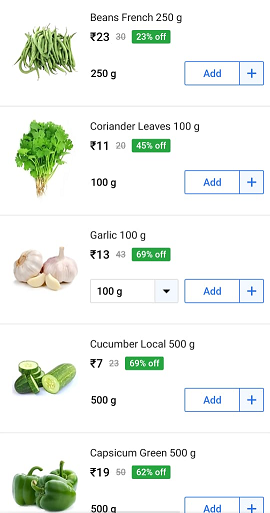 Beans French 250 g
₹23 30 23% off
250 g Add +
Coriander Leaves 100 g
₹11 20 45% off
100 g Add +
Garlic 100 g
₹13 43 69% off
100 g Add +
Cucumber Local 500 g
₹7 23 69% off
500 g Add +
Capsicum Green 500 g
₹19 50 62% off
500 g Add +